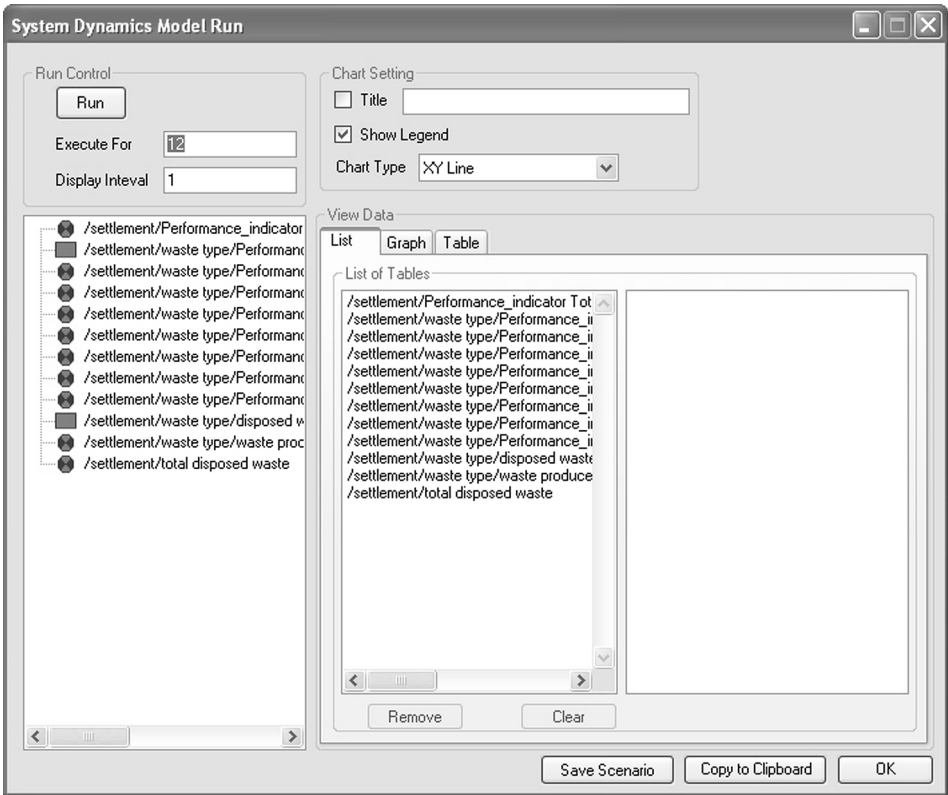 System Dynamics Model Run
Run Control
Run
Execute For 12
Display Inteval 1
Chart Setting
Title
Show Legend
Chart Type XY Line
/settlement/Performance_indicator
/settlement/waste type/Performanc
/settlement/waste type/Performanc
/settlement/waste type/Performanc
/settlement/waste type/Performanc
/settlement/waste type/Performanc
/settlement/waste type/Performanc
/settlement/waste type/Performanc
/settlement/waste type/Performanc
/settlement/waste type/disposed w
/settlement/waste type/waste proc
/settlement/total disposed waste
View Data
List Graph Table
List of Tables
/settlement/Performance_indicator Tot
/settlement/waste type/Performance_i
/settlement/waste type/Performance_i
/settlement/waste type/Performance_i
/settlement/waste type/Performance_i
/settlement/waste type/Performance_i
/settlement/waste type/Performance_i
/settlement/waste type/Performance_i
/settlement/waste type/Performance_i
/settlement/waste type/disposed waste
/settlement/waste type/waste produce
/settlement/total disposed waste
Remove Clear
Save Scenario Copy to Clipboard OK